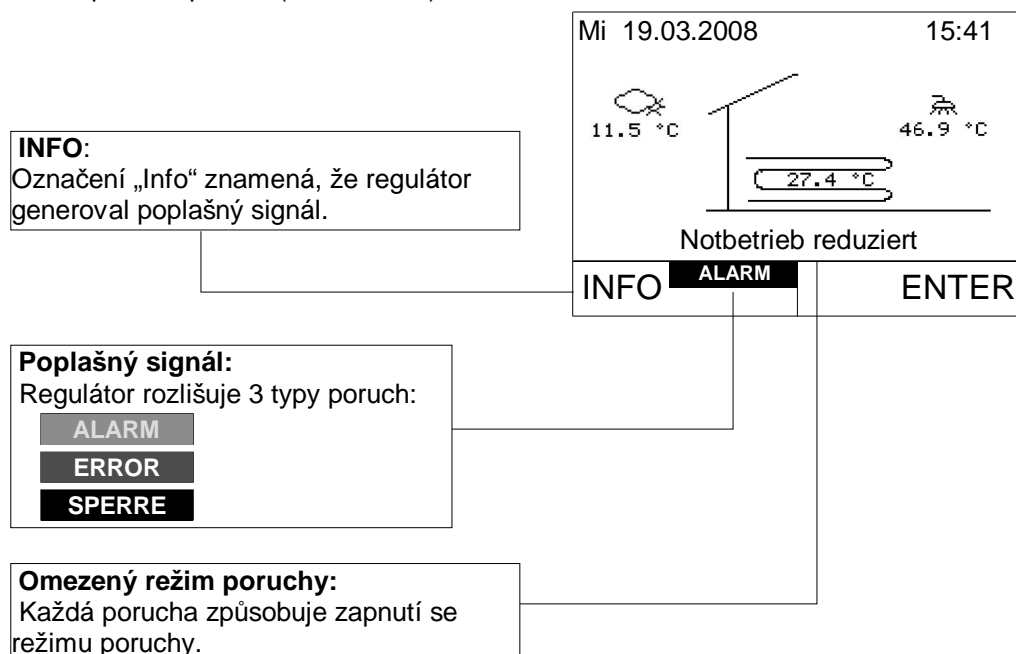 Mi 19.03.2008 15:41
11.5 °C
46.9 °C
27.4 °C
Notbetrieb reduziert
INFO ALARM ENTER
INFO:
Označení „Info“ znamená, že regulátor
generoval poplašný signál.
Poplašný signál:
Regulátor rozlišuje 3 typy poruch:
ALARM
ERROR
SPERRE
Omezený režim poruchy:
Každá porucha způsobuje zapnutí se
režimu poruchy.